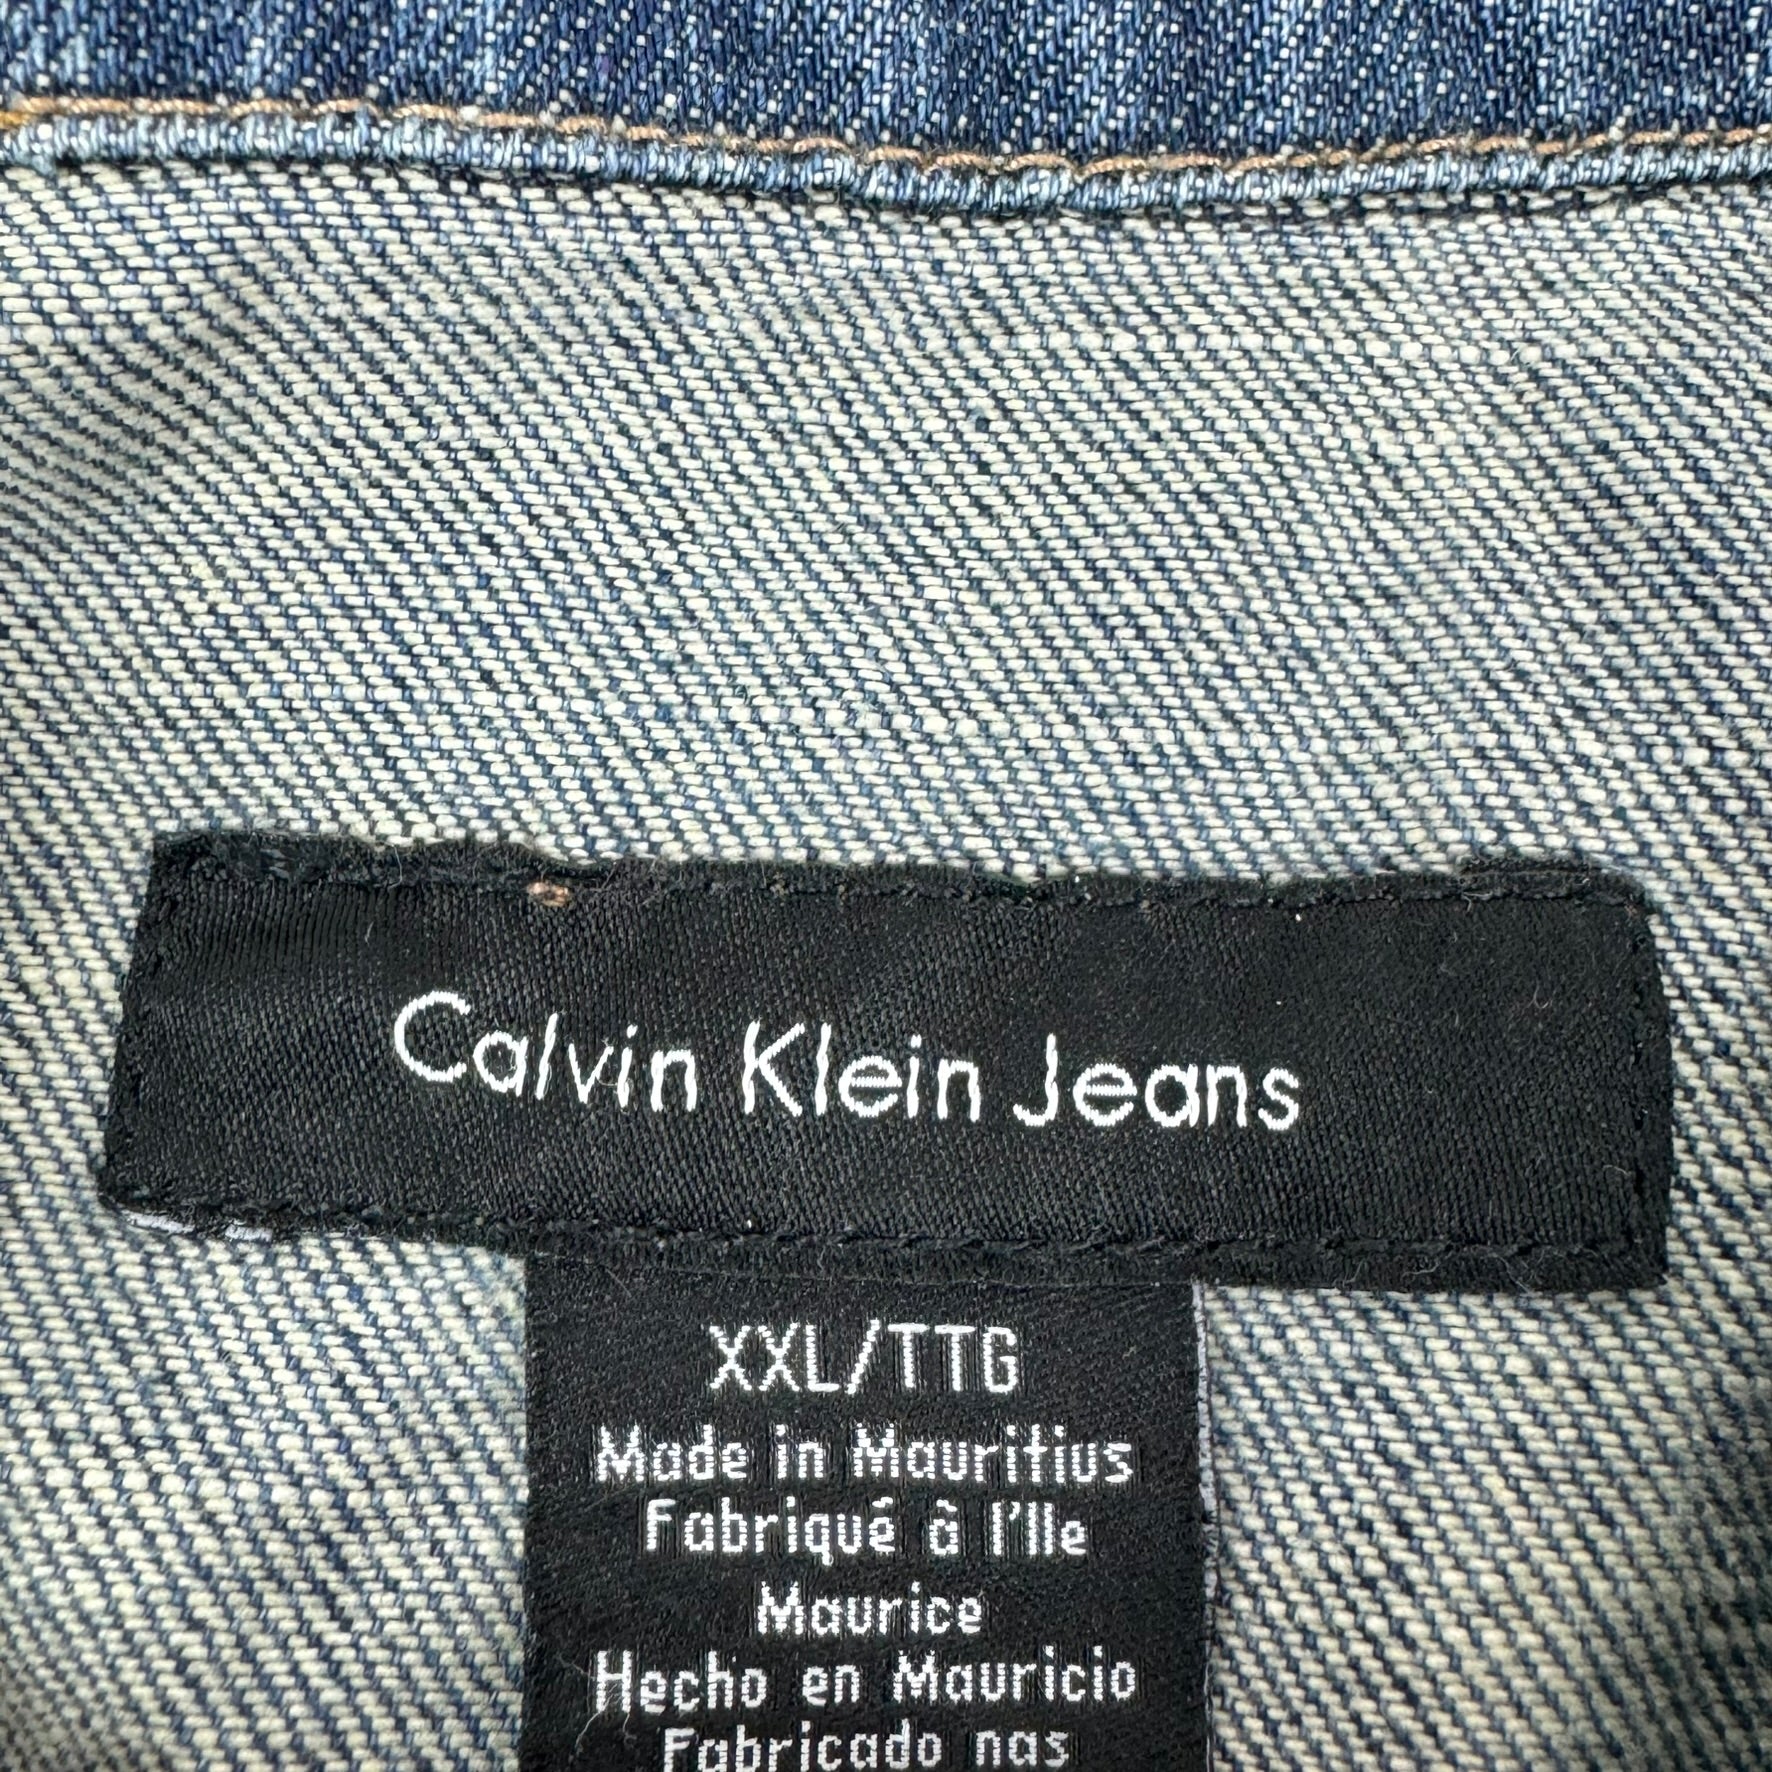 Calvin Klein Jeans
XXL/TTG
Made in Mauritius
Fabriqué à l'Ile
Maurice
Hecho en Mauricio
Fabricado nas